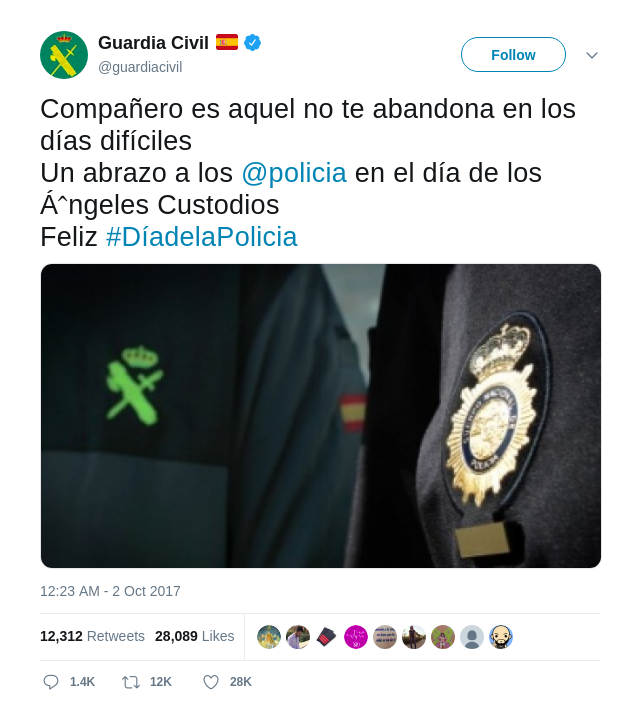 Guardia Civil
@guardiacivil
Follow
Compañero es aquel no te abandona en los
días difíciles
Un abrazo a los @policia en el día de los
Á^ngeles Custodios
Feliz #DíadelaPolicia
12:23 AM - 2 Oct 2017
12,312 Retweets 28,089 Likes
1.4K 12K 28K